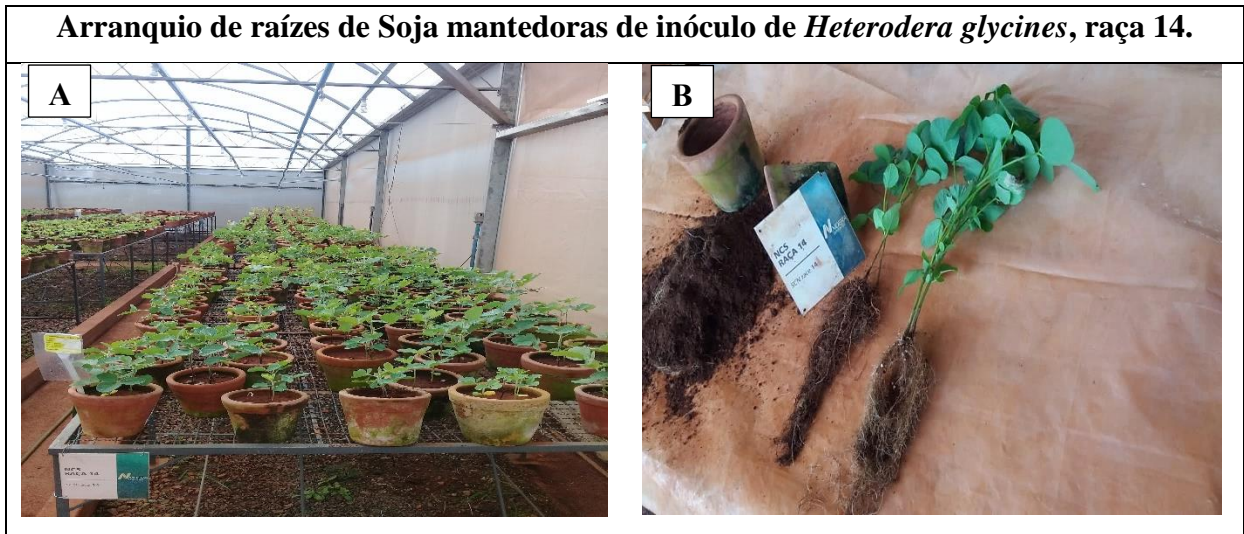 Arranquio de raízes de Soja mantedoras de inóculo de Heterodera glycines, raça 14.
A
B
NCS
RAÇA 14
NCS
RAÇA 14